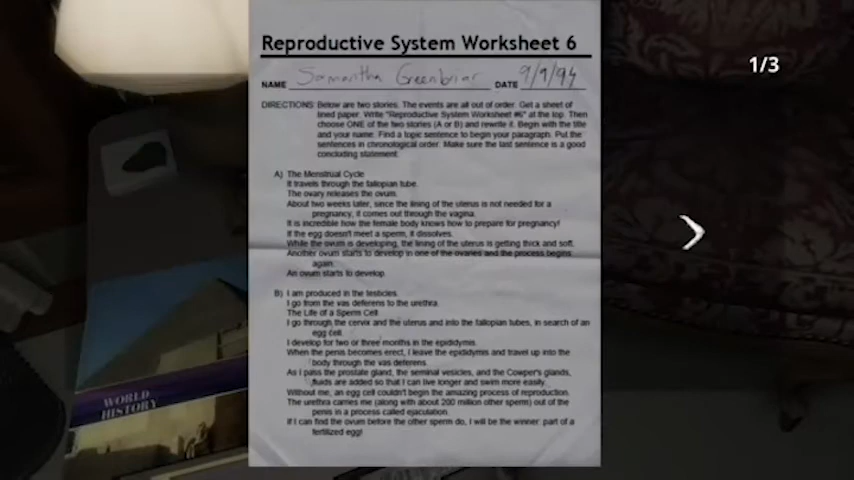 Reproductive System Worksheet 6
1/3
NAME Samantha Greenbriar DATE 9/9/94
DIRECTIONS: Below are two stories. The events are all out of order. Get a sheet of
lined paper. Write "Reproductive System Worksheet #6" at the top. Then
choose ONE of the two stories (A or B) and rewrite it. Begin with the title
and your name. Find a topic sentence to begin your paragraph. Put the
sentences in chronological order. Make sure the last sentence is a good
concluding statement.
A) The Menstrual Cycle
It travels through the fallopian tube.
The ovary releases the ovum.
About two weeks later, since the lining of the uterus is not needed for a
pregnancy, it comes out through the vagina.
It is incredible how the female body knows how to prepare for pregnancy!
If the egg doesn't meet a sperm, it dissolves.
While the ovum is developing, the lining of the uterus is getting thick and soft.
Another ovum starts to develop in one of the ovaries and the process begins
again.
An ovum starts to develop.
B) I am produced in the testicles.
I go from the vas deferens to the urethra.
The Life of a Sperm Cell
I go through the cervix and the uterus and into the fallopian tubes, in search of an
egg cell.
I develop for two or three months in the epididymis.
When the penis becomes erect, I leave the epididymis and travel up into the
body through the vas deferens.
As I pass the prostate gland, the seminal vesicles, and the Cowper's glands,
fluids are added so that I can live longer and swim more easily.
Without me, an egg cell couldn't begin the amazing process of reproduction.
The urethra carries me (along with about 200 million other sperm) out of the
penis in a process called ejaculation.
If I can find the ovum before the other sperm do, I will be the winner: part of a
fertilized egg!
WORLD
HISTORY